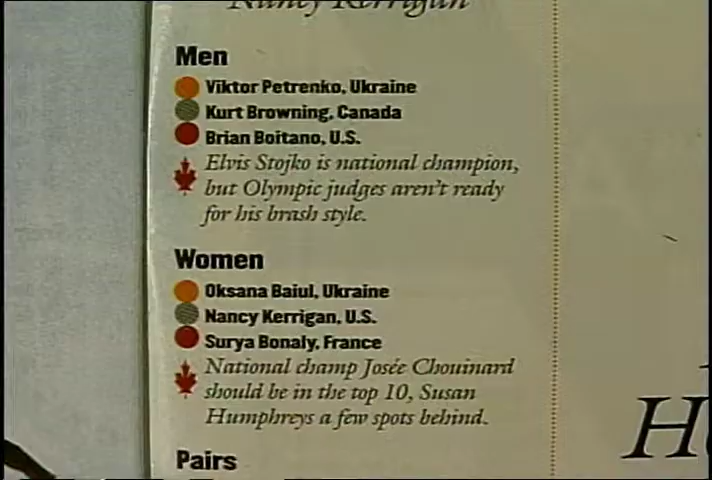 Nancy Kerrigan
Men
Viktor Petrenko, Ukraine
Kurt Browning, Canada
Brian Boitano, U.S.
Elvis Stojko is national champion,
but Olympic judges aren't ready
for his brash style.
Women
Oksana Baiul, Ukraine
Nancy Kerrigan, U.S.
Surya Bonaly, France
National champ Josée Chouinard
should be in the top 10, Susan
Humphreys a few spots behind.
Pairs